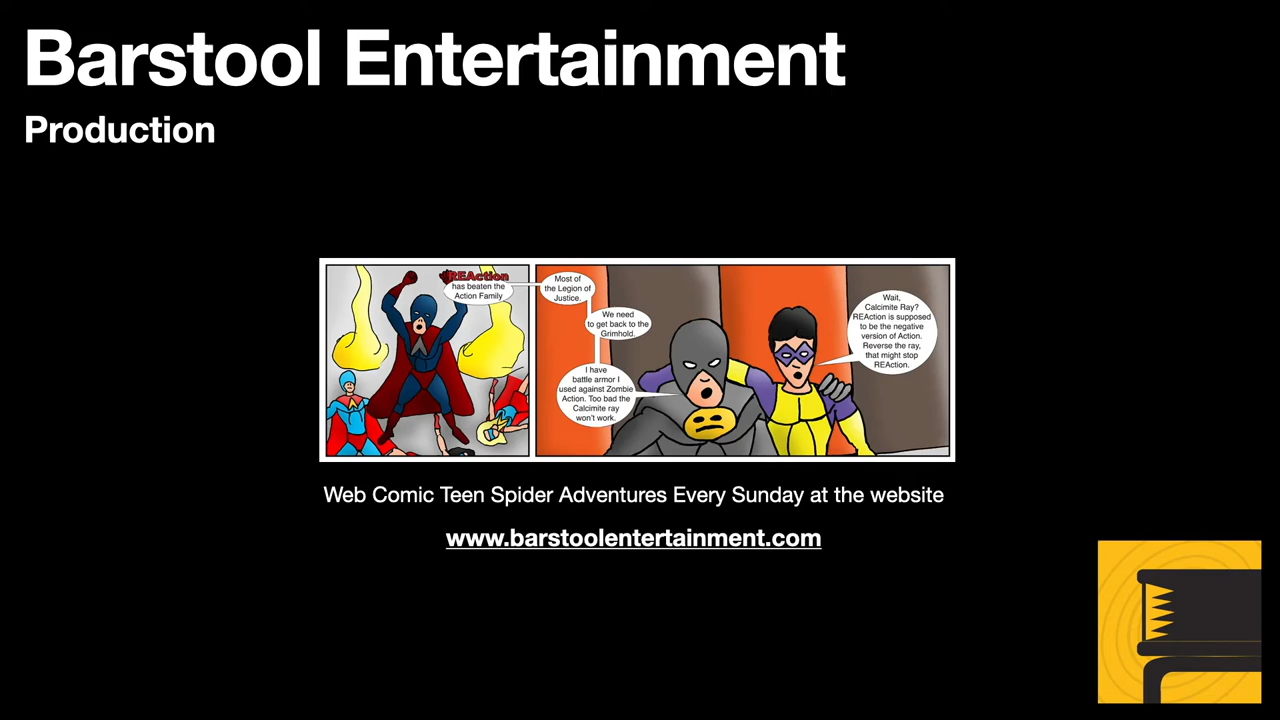 Barstool Entertainment
Production
REAction
has beaten the
Action Family
Most of
the Legion of
Justice.
We need
to get back to the
Grimhold.
I have
battle armor I
used against Zombie
Action. Too bad the
Calcimite ray
won't work.
Wait,
Calcimite Ray?
REAction is supposed
to be the negative
version of Action.
Reverse the ray,
that might stop
REAction.
Web Comic Teen Spider Adventures Every Sunday at the website
www.barstoolentertainment.com